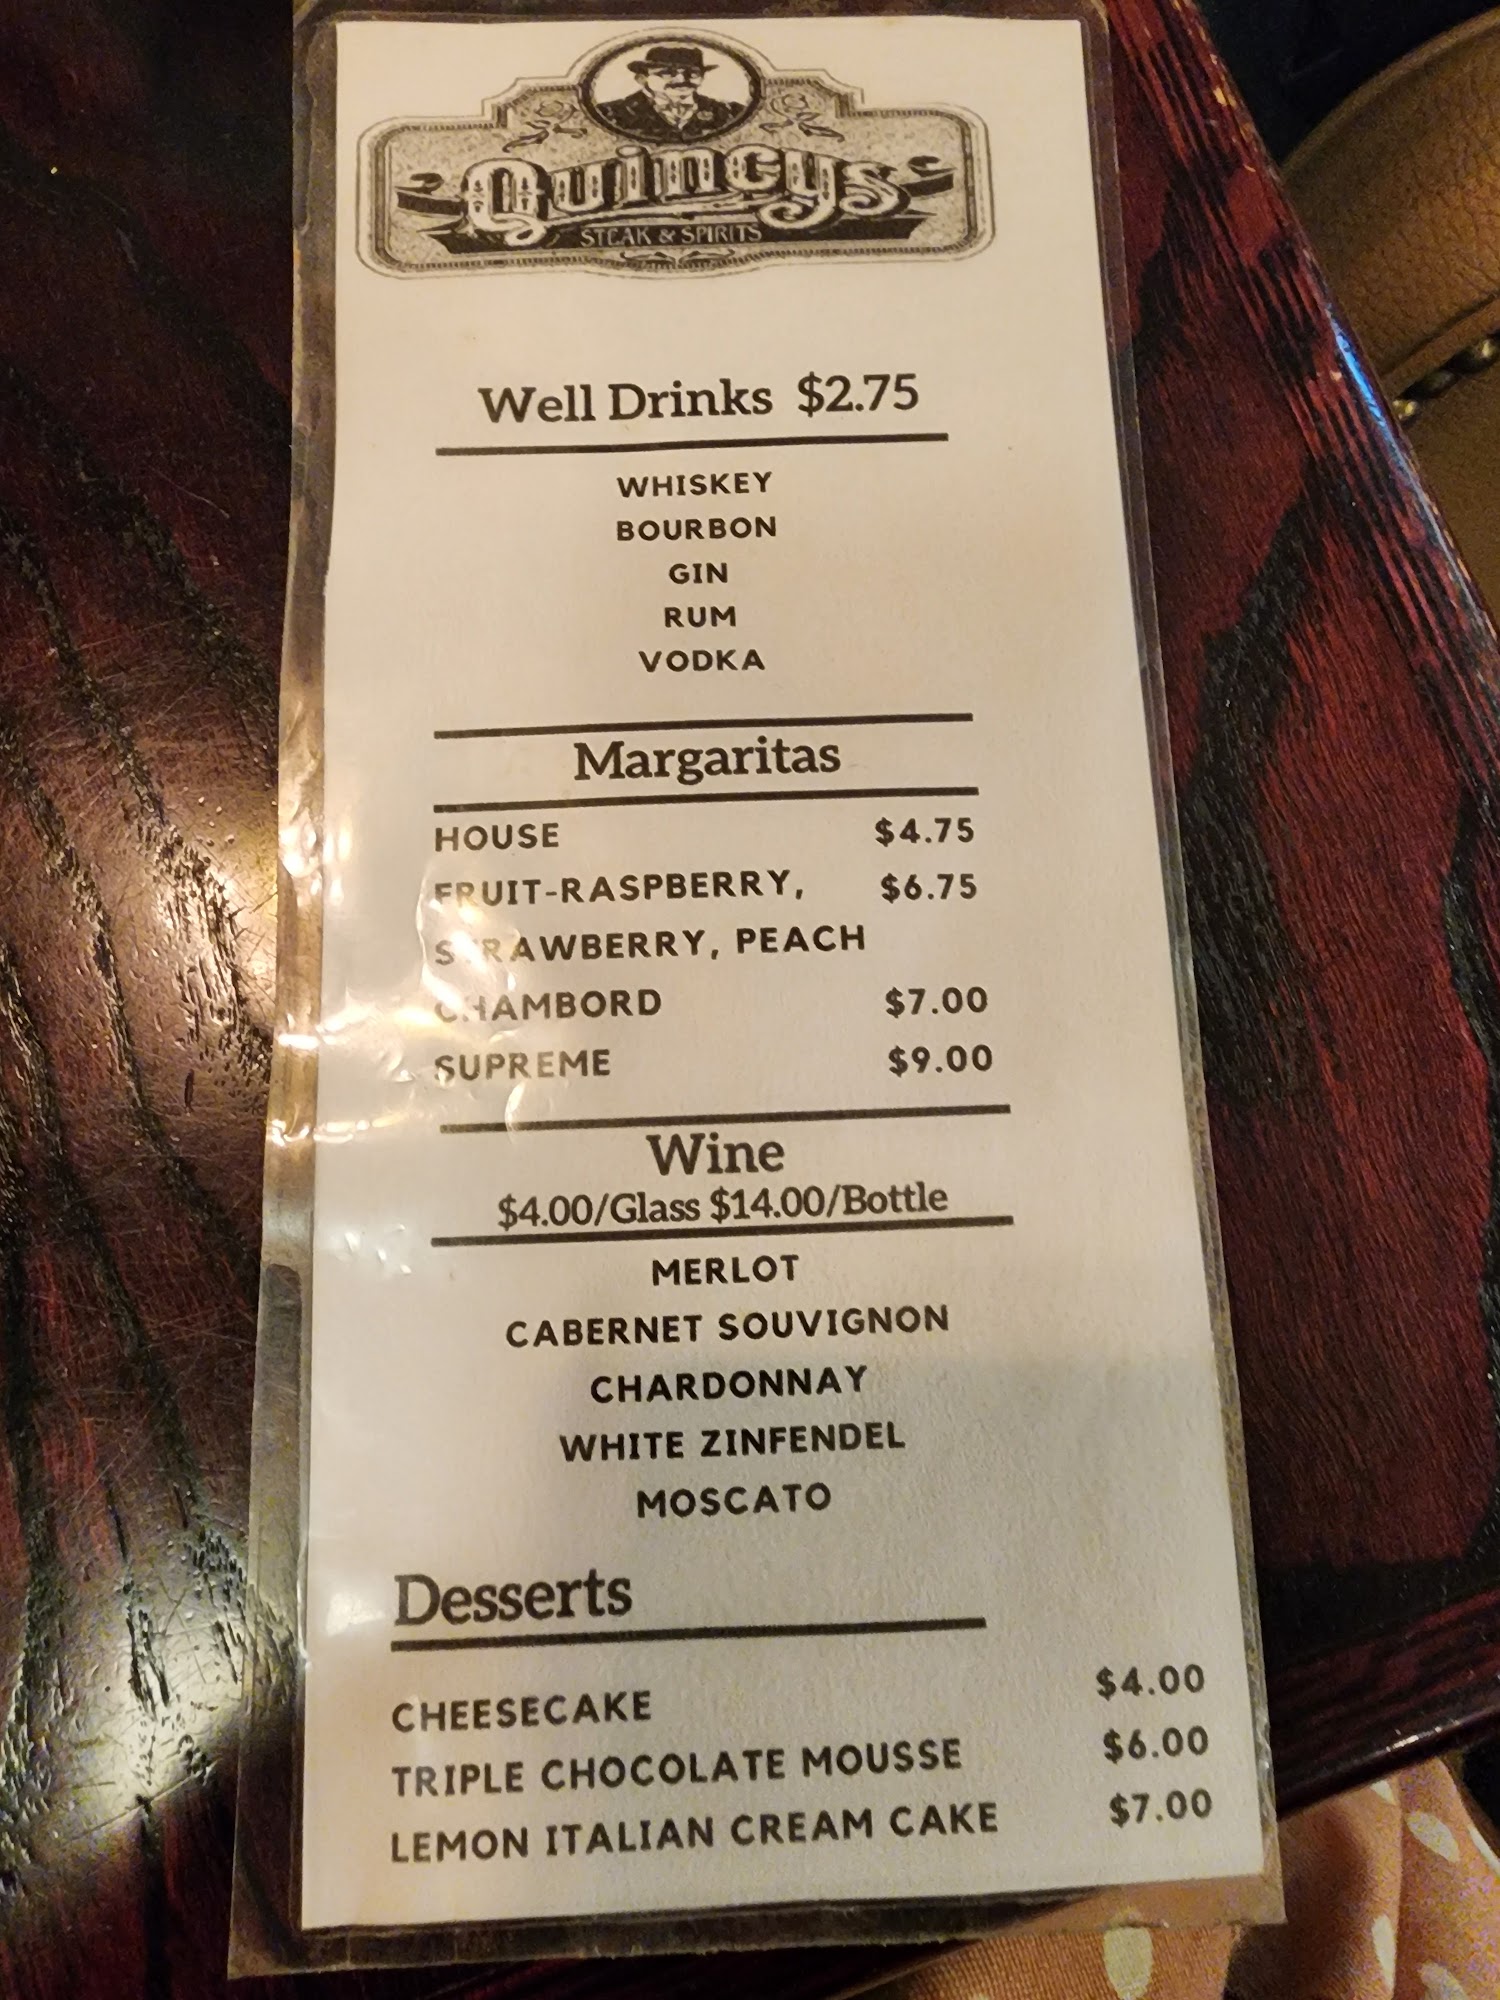 Quincys
STEAK & SPIRITS
Well Drinks $2.75
WHISKEY
BOURBON
GIN
RUM
VODKA
Margaritas
HOUSE $4.75
FRUIT-RASPBERRY, $6.75
STRAWBERRY, PEACH
CHAMBORD $7.00
SUPREME $9.00
Wine
$4.00/Glass $14.00/Bottle
MERLOT
CABERNET SOUVIGNON
CHARDONNAY
WHITE ZINFENDEL
MOSCATO
Desserts
CHEESECAKE $4.00
TRIPLE CHOCOLATE MOUSSE $6.00
LEMON ITALIAN CREAM CAKE $7.00